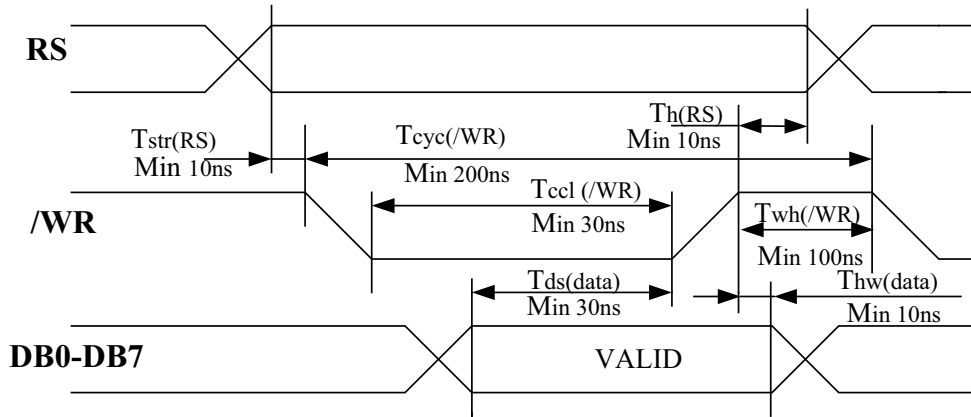 RS
Th(RS)
Min 10ns
Tstr(RS)
Min 10ns
Tcyc(/WR)
Min 200ns
/WR
Tccl (/WR)
Min 30ns
Twh(/WR)
Min 100ns
Tds(data)
Min 30ns
Thw(data)
Min 10ns
DB0-DB7
VALID